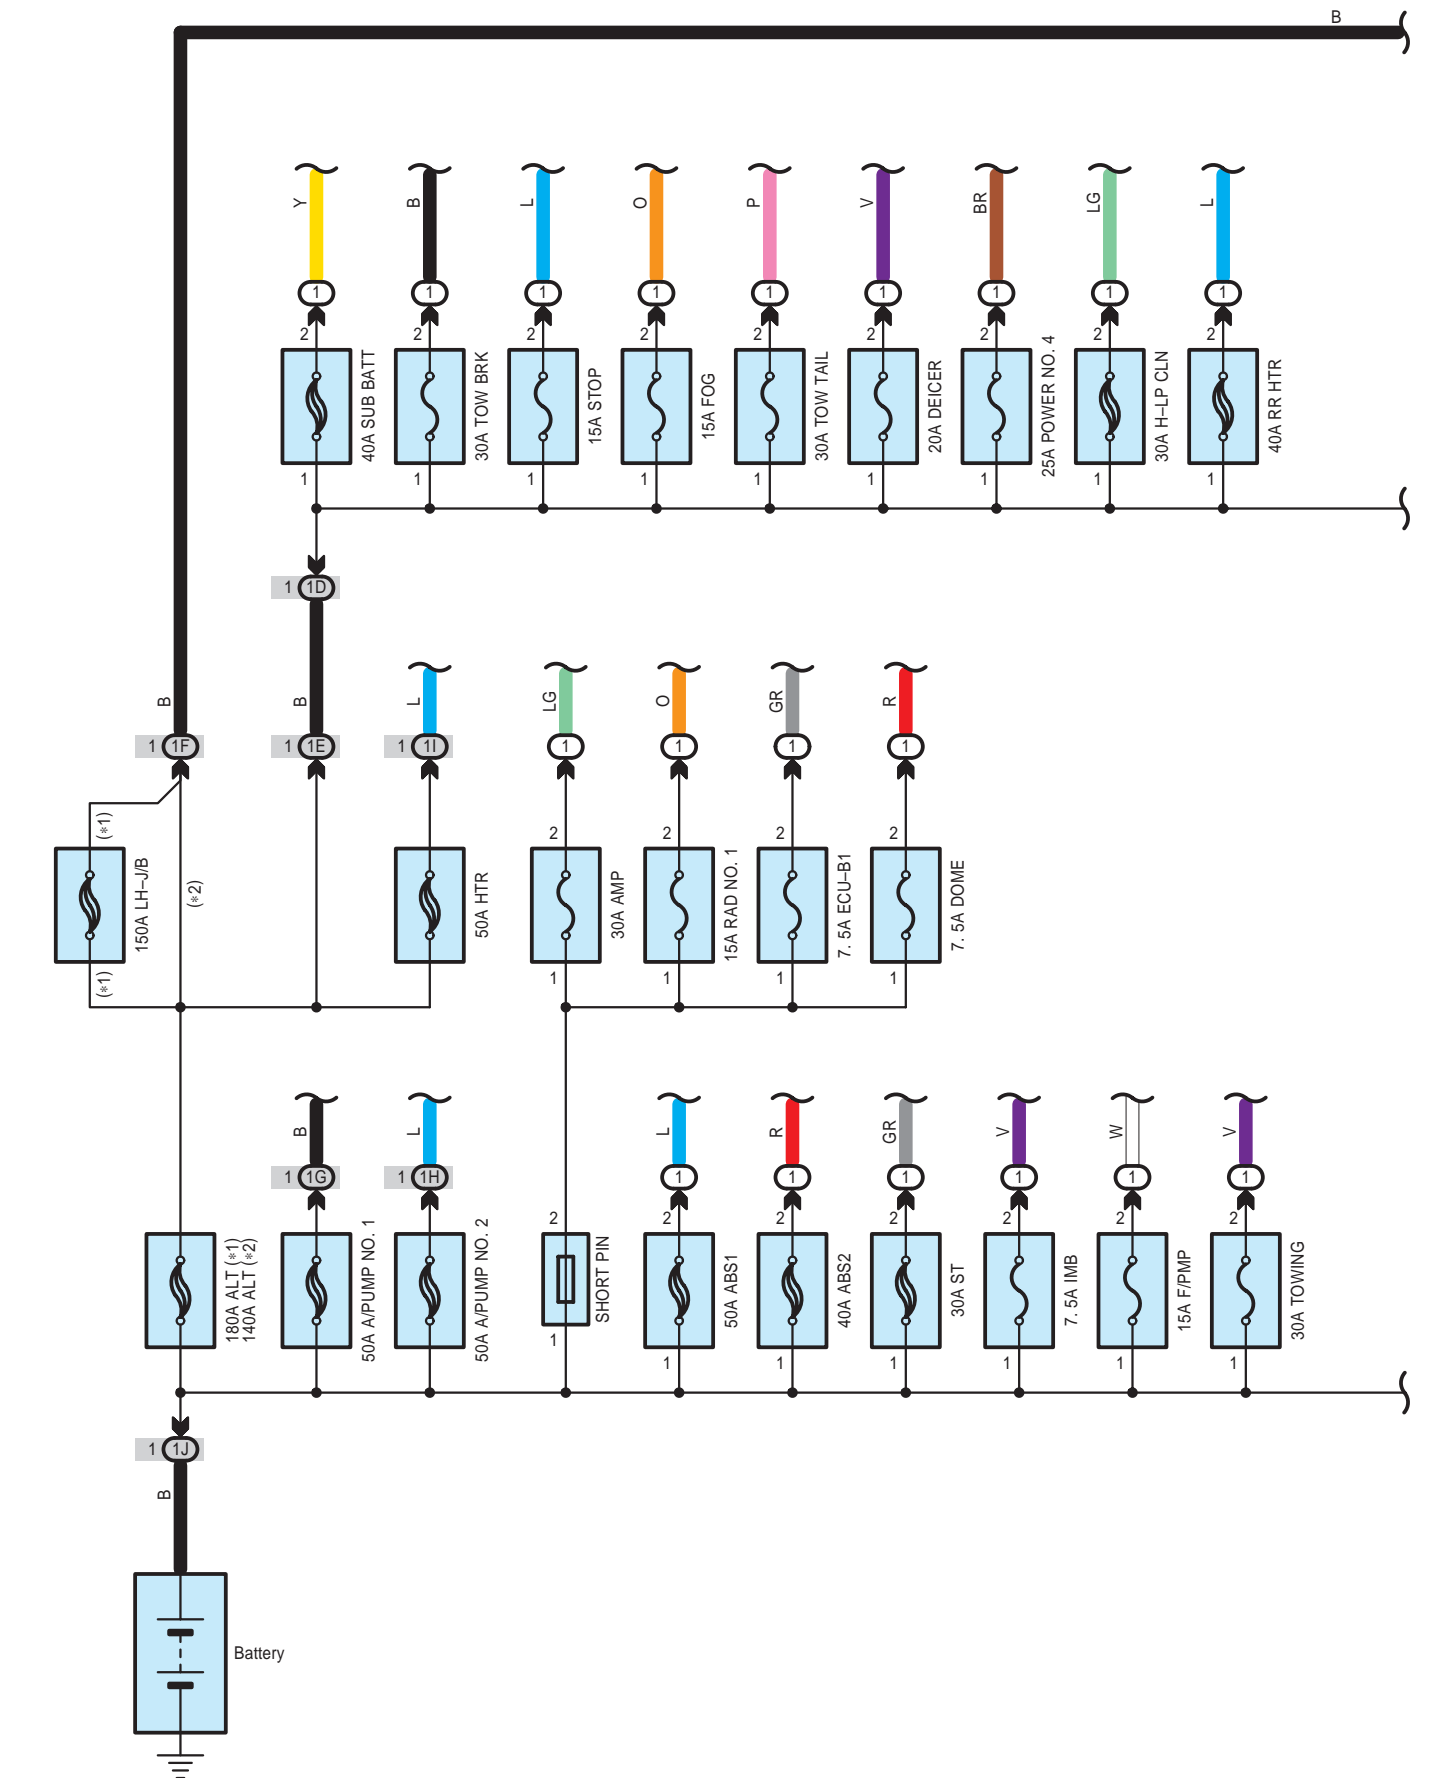 B
Y
B
L
O
P
V
BR
LG
L
1
1
1
1
1
1
1
1
1
2
2
2
2
2
2
2
2
2
40A SUB BATT
30A TOW BRK
15A STOP
15A FOG
30A TOW TAIL
20A DEICER
25A POWER NO. 4
30A H–LP CLN
40A RR HTR
1
1
1
1
1
1
1
1
1
1 1D
B
B
L
LG
O
GR
R
1 1F
1 1E
1 1I
1
1
1
1
(*1)
2
2
2
2
150A LH–J/B
(*2)
50A HTR
30A AMP
15A RAD NO. 1
7. 5A ECU–B1
7. 5A DOME
(*1)
1
1
1
1
B
L
L
R
GR
V
W
V
1 1G
1 1H
1
1
1
1
1
1
2
2
2
2
2
2
2
180A ALT (*1)
140A ALT (*2)
50A A/PUMP NO. 1
50A A/PUMP NO. 2
SHORT PIN
50A ABS1
40A ABS2
30A ST
7. 5A IMB
15A F/PMP
30A TOWING
1
1
1
1
1
1
1
1 1J
B
Battery